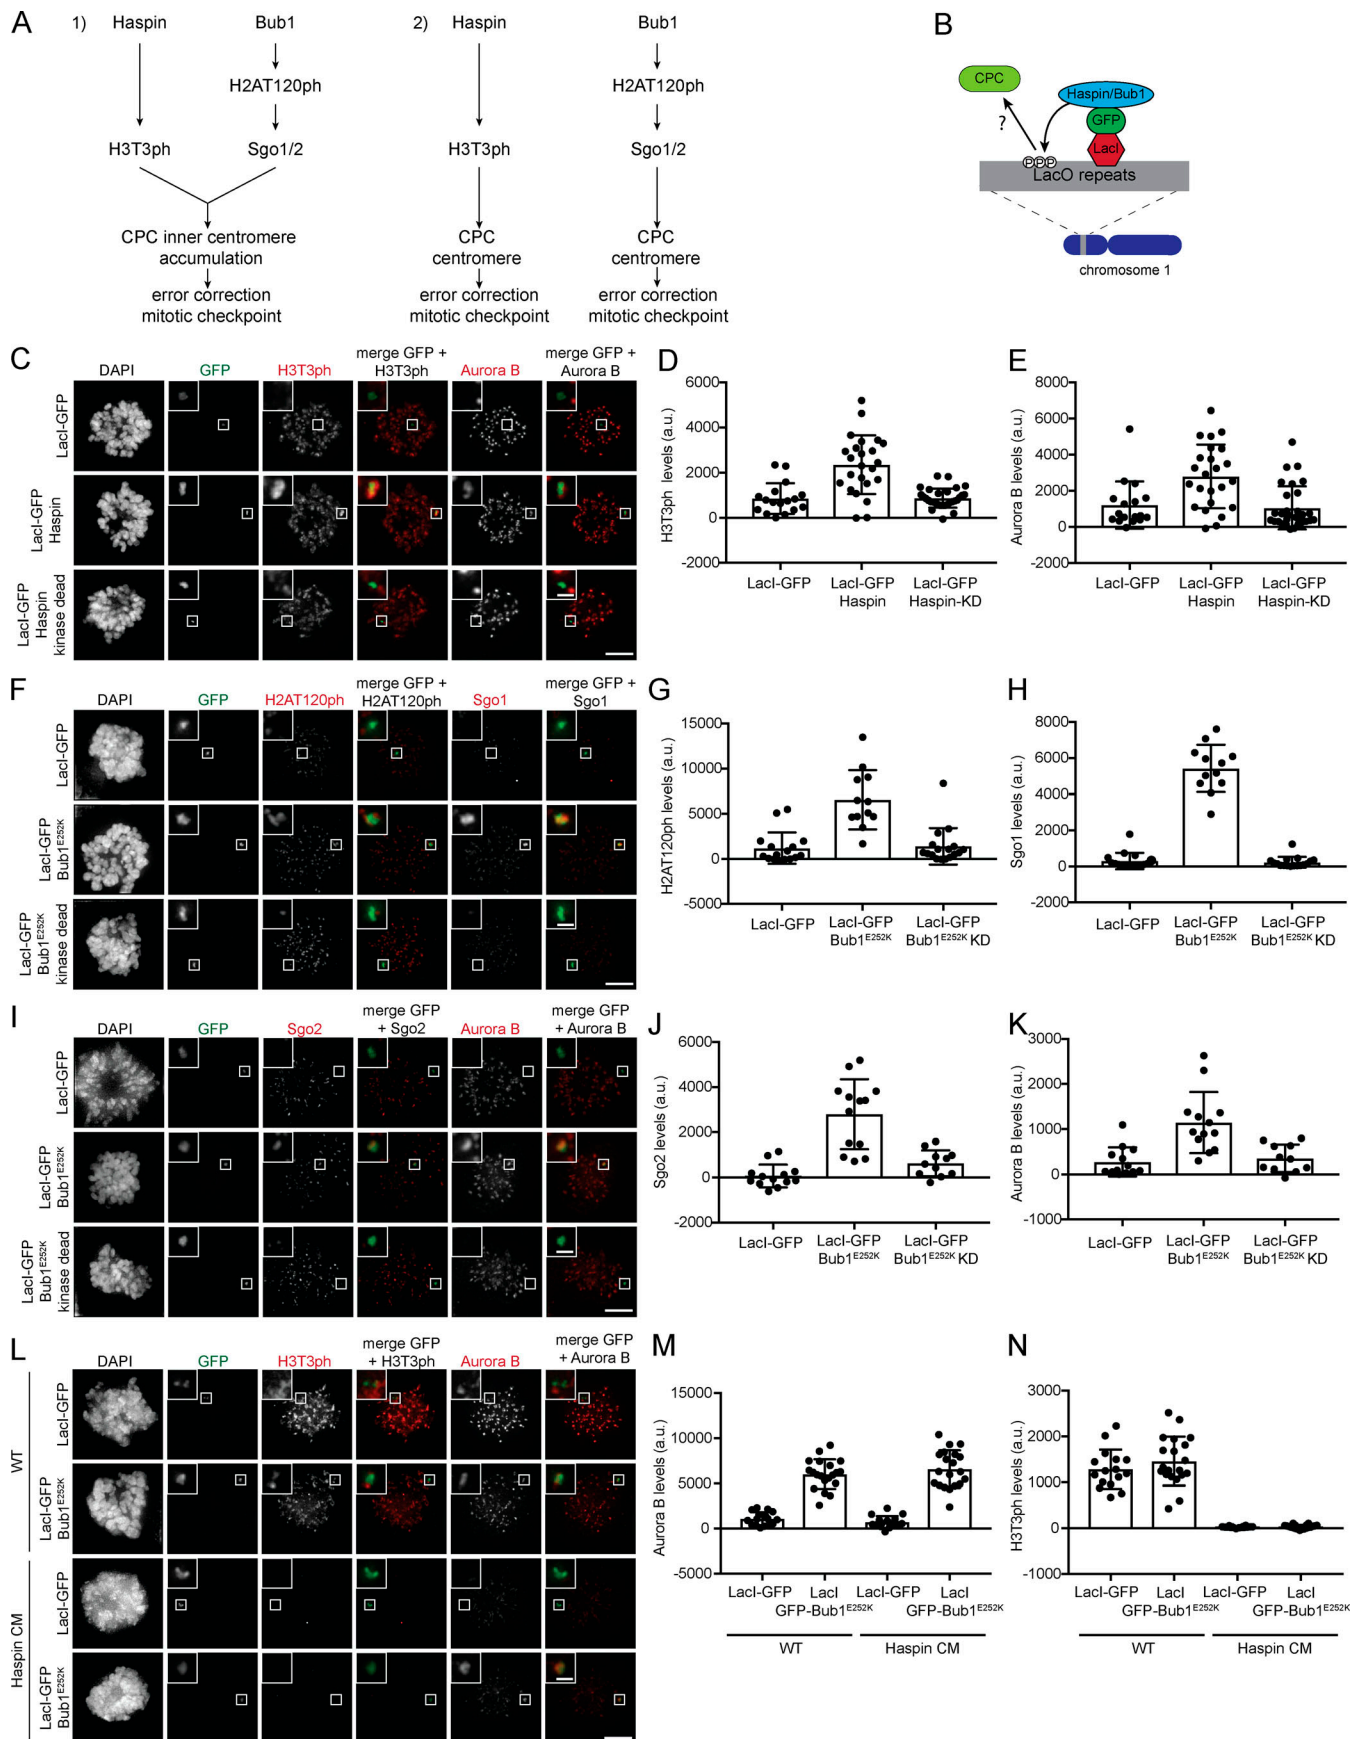 A
1) Haspin Bub1
H2AT120ph
H3T3ph Sgo1/2
CPC inner centromere
accumulation
error correction
mitotic checkpoint
2) Haspin Bub1
H2AT120ph
H3T3ph Sgo1/2
CPC
centromere
CPC
centromere
error correction
mitotic checkpoint
error correction
mitotic checkpoint
B
CPC
Haspin/Bub1
GFP
LacI
?
P P P
LacO repeats
chromosome 1
C
DAPI
GFP
H3T3ph
merge GFP +
H3T3ph
Aurora B
merge GFP +
Aurora B
LacI-GFP
LacI-GFP
Haspin
LacI-GFP
Haspin
kinase dead
D
H3T3ph levels (a.u.)
6000
4000
2000
0
-2000
LacI-GFP
LacI-GFP
Haspin
LacI-GFP
Haspin-KD
E
Aurora B levels (a.u.)
8000
6000
4000
2000
0
-2000
LacI-GFP
LacI-GFP
Haspin
LacI-GFP
Haspin-KD
F
DAPI
GFP
H2AT120ph
merge GFP +
H2AT120ph
Sgo1
merge GFP +
Sgo1
LacI-GFP
LacI-GFP
Bub1E252K
LacI-GFP
Bub1E252K
kinase dead
G
H2AT120ph levels (a.u.)
15000
10000
5000
0
-5000
LacI-GFP
LacI-GFP
Bub1E252K
LacI-GFP
Bub1E252K KD
H
Sgo1 levels (a.u.)
8000
6000
4000
2000
0
-2000
LacI-GFP
LacI-GFP
Bub1E252K
LacI-GFP
Bub1E252K KD
I
DAPI
GFP
Sgo2
merge GFP
+ Sgo2
Aurora B
merge GFP
+ Aurora B
LacI-GFP
LacI-GFP
Bub1E252K
LacI-GFP
Bub1E252K
kinase dead
J
Sgo2 levels (a.u.)
6000
4000
2000
0
-2000
LacI-GFP
LacI-GFP
Bub1E252K
LacI-GFP
Bub1E252K KD
K
Aurora B levels (a.u.)
3000
2000
1000
0
-1000
LacI-GFP
LacI-GFP
Bub1E252K
LacI-GFP
Bub1E252K KD
L
DAPI
GFP
H3T3ph
merge GFP
+ H3T3ph
Aurora B
merge GFP
+ Aurora B
WT
LacI-GFP
LacI-GFP
Bub1E252K
Haspin CM
LacI-GFP
LacI-GFP
Bub1E252K
M
Aurora B levels (a.u.)
15000
10000
5000
0
-5000
LacI-GFP
LacI
GFP-Bub1E252K
LacI-GFP
LacI
GFP-Bub1E252K
WT
Haspin CM
N
H3T3ph levels (a.u.)
3000
2000
1000
0
-1000
LacI-GFP
LacI
GFP-Bub1E252K
LacI-GFP
LacI
GFP-Bub1E252K
WT
Haspin CM